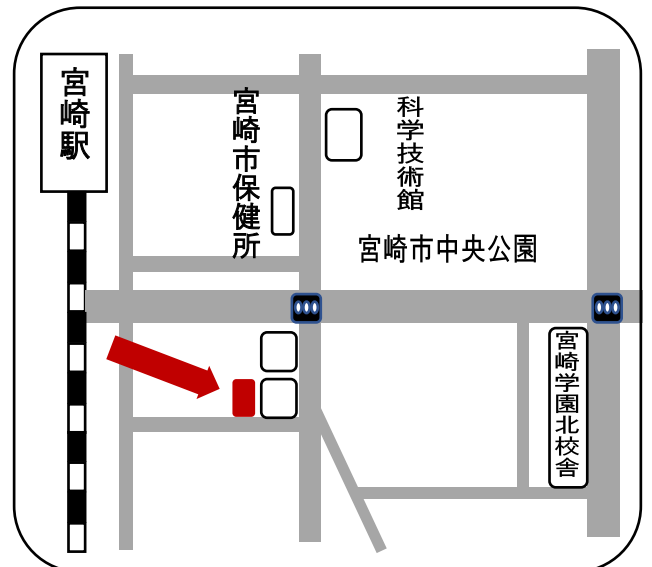 宮崎駅
宮崎市保健所
科学技術館
宮崎市中央公園
宮崎学園北校舎